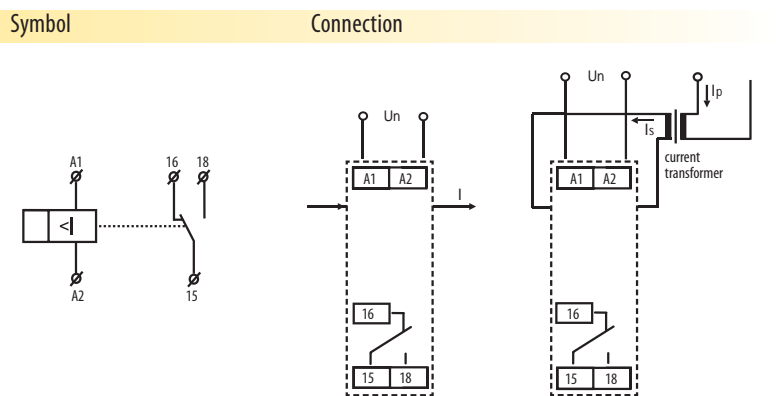 Symbol Connection
Un
Un
Ip
Is
current
transformer
A1
16 18
A1 A2
I
A1 A2
<I
A2
15
16
15 18
16
15 18